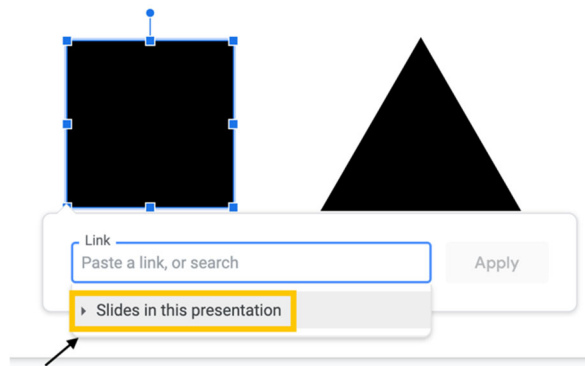 Link
Paste a link, or search
Apply
Slides in this presentation